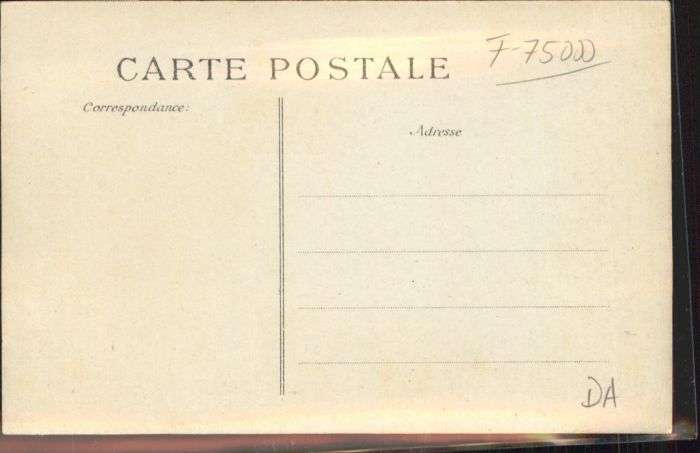 F-75000
CARTE POSTALE
Correspondance:
Adresse
DA